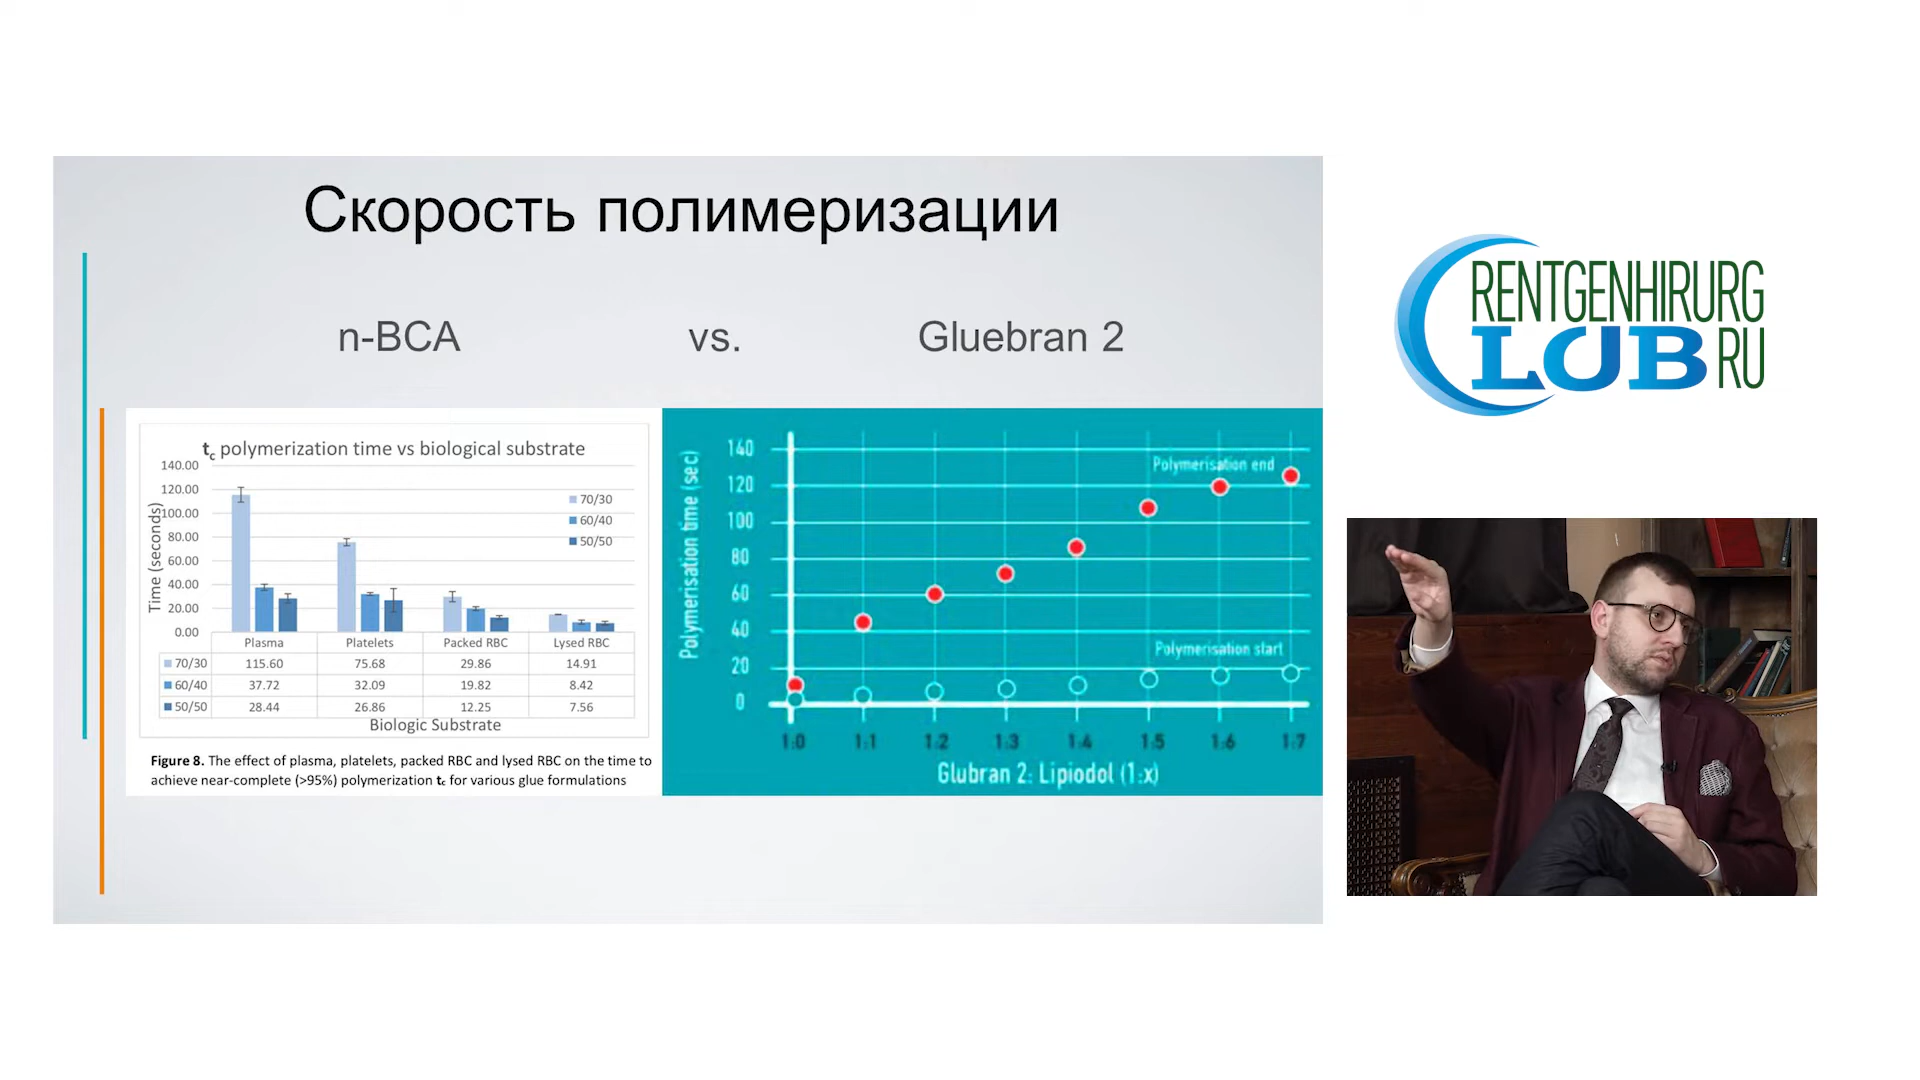 Скорость полимеризации
n-BCA vs. Gluebran 2
tc polymerization time vs biological substrate
Time (seconds)
140.00
120.00
100.00
80.00
60.00
40.00
20.00
0.00
70/30
60/40
50/50
Plasma Platelets Packed RBC Lysed RBC
70/30 115.60 75.68 29.86 14.91
60/40 37.72 32.09 19.82 8.42
50/50 28.44 26.86 12.25 7.56
Biologic Substrate
Figure 8. The effect of plasma, platelets, packed RBC and lysed RBC on the time to
achieve near-complete (>95%) polymerization tc for various glue formulations
Polymerisation time (sec)
140
120
100
80
60
40
20
0
Polymerisation end
Polymerisation start
1:0 1:1 1:2 1:3 1:4 1:5 1:6 1:7
Glubran 2: Lipiodol (1:x)
RENTGENHIRURG
CLUB RU